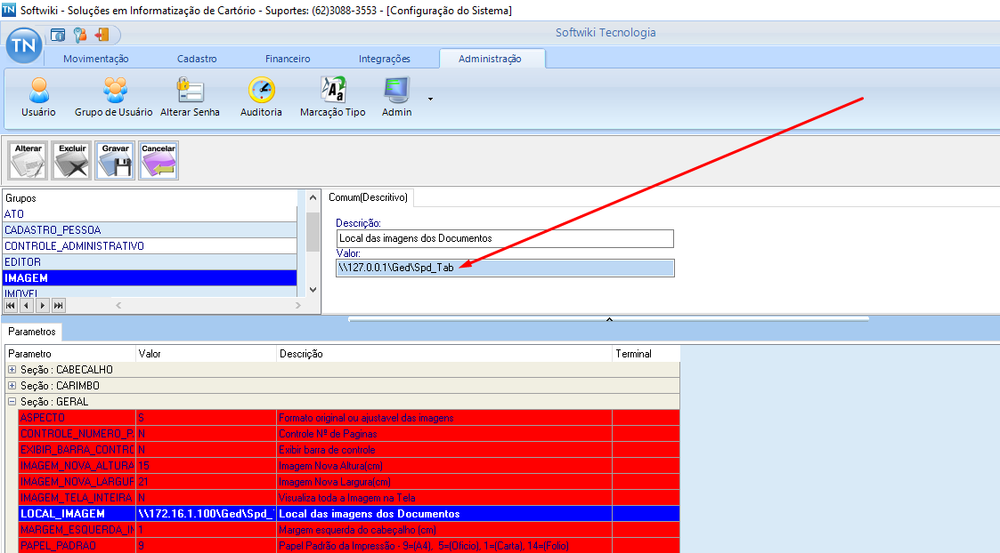 TN Softwiki - Soluções em Informatização de Cartório - Suportes: (62)3088-3553 - [Configuração do Sistema]
TN
Softwiki Tecnologia
Movimentação Cadastro Financeiro Integrações Administração
Usuário Grupo de Usuário Alterar Senha Auditoria Marcação Tipo Admin
Alterar Excluir Gravar Cancelar
Grupos
ATO
CADASTRO_PESSOA
CONTROLE_ADMINISTRATIVO
EDITOR
IMAGEM
IMOVEL
Comum(Descritivo)
Descrição:
Local das imagens dos Documentos
Valor:
\\127.0.0.1\Ged\Spd_Tab
Parametros
Parametro Valor Descrição Terminal
Seção : CABECALHO
Seção : CARIMBO
Seção : GERAL
ASPECTO S Formato original ou ajustavel das imagens
CONTROLE_NUMERO_P N Controle Nº de Paginas
EXIBIR_BARRA_CONTRO N Exibir barra de controle
IMAGEM_NOVA_ALTURA 15 Imagem Nova Altura(cm)
IMAGEM_NOVA_LARGUR 21 Imagem Nova Largura(cm)
IMAGEM_TELA_INTEIRA N Visualiza toda a Imagem na Tela
LOCAL_IMAGEM \\172.16.1.100\Ged\Spd_ Local das imagens dos Documentos
MARGEM_ESQUERDA_IM 1 Margem esquerda do cabeçalho (cm)
PAPEL_PADRAO 9 Papel Padrão da Impressão - 9=(A4), 5=(Oficio), 1=(Carta), 14=(Folio)